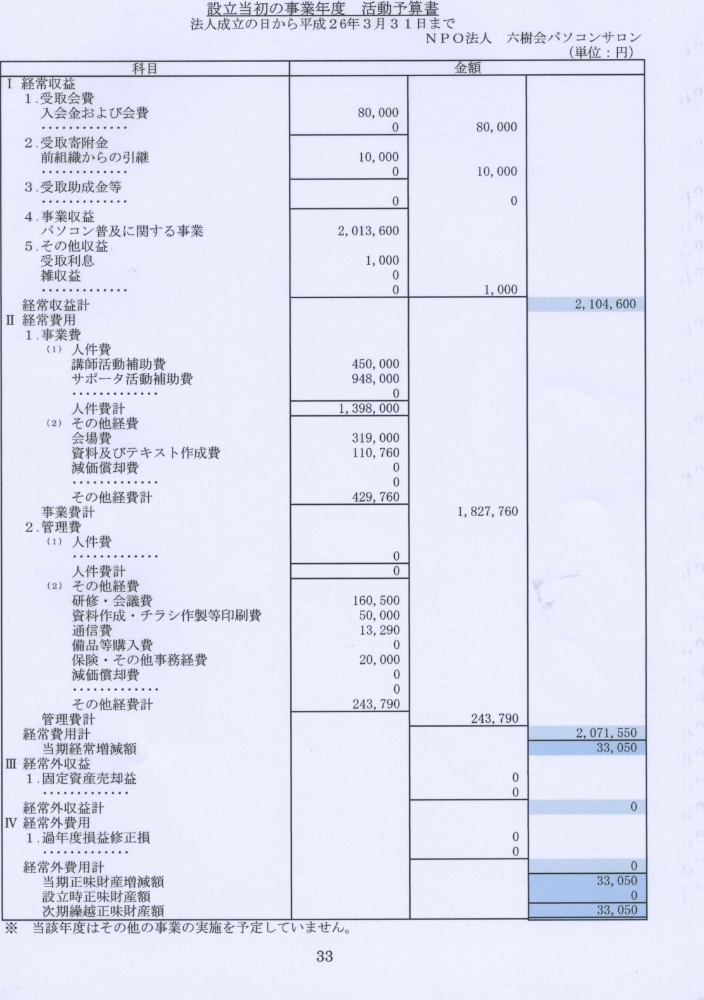 設立当初の事業年度　活動予算書
法人成立の日から平成26年3月31日まで
NPO法人　六樹会パソコンサロン
（単位：円）
科目 金額
Ⅰ 経常収益
1.受取会費
入会金および会費 80,000
・・・・・・・・・・・・・ 0 80,000
2.受取寄附金
前組織からの引継 10,000
・・・・・・・・・・・・・ 0 10,000
3.受取助成金等
・・・・・・・・・・・・・ 0 0
4.事業収益
パソコン普及に関する事業 2,013,600
5.その他収益
受取利息 1,000
雑収益 0
・・・・・・・・・・・・・ 0 1,000
経常収益計 2,104,600
Ⅱ 経常費用
1.事業費
(1) 人件費
講師活動補助費 450,000
サポータ活動補助費 948,000
・・・・・・・・・・・・・ 0
人件費計 1,398,000
(2) その他経費
会場費 319,000
資料及びテキスト作成費 110,760
減価償却費 0
・・・・・・・・・・・・・ 0
その他経費計 429,760
事業費計 1,827,760
2.管理費
(1) 人件費
・・・・・・・・・・・・・ 0
人件費計 0
(2) その他経費
研修・会議費 160,500
資料作成・チラシ作製等印刷費 50,000
通信費 13,290
備品等購入費 0
保険・その他事務経費 20,000
減価償却費 0
・・・・・・・・・・・・・ 0
その他経費計 243,790
管理費計 243,790
経常費用計 2,071,550
当期経常増減額 33,050
Ⅲ 経常外収益
1.固定資産売却益 0
・・・・・・・・・・・・・ 0
経常外収益計 0
Ⅳ 経常外費用
1.過年度損益修正損 0
・・・・・・・・・・・・・ 0
経常外費用計 0
当期正味財産増減額 33,050
設立時正味財産額 0
次期繰越正味財産額 33,050
※　当該年度はその他の事業の実施を予定していません。
33